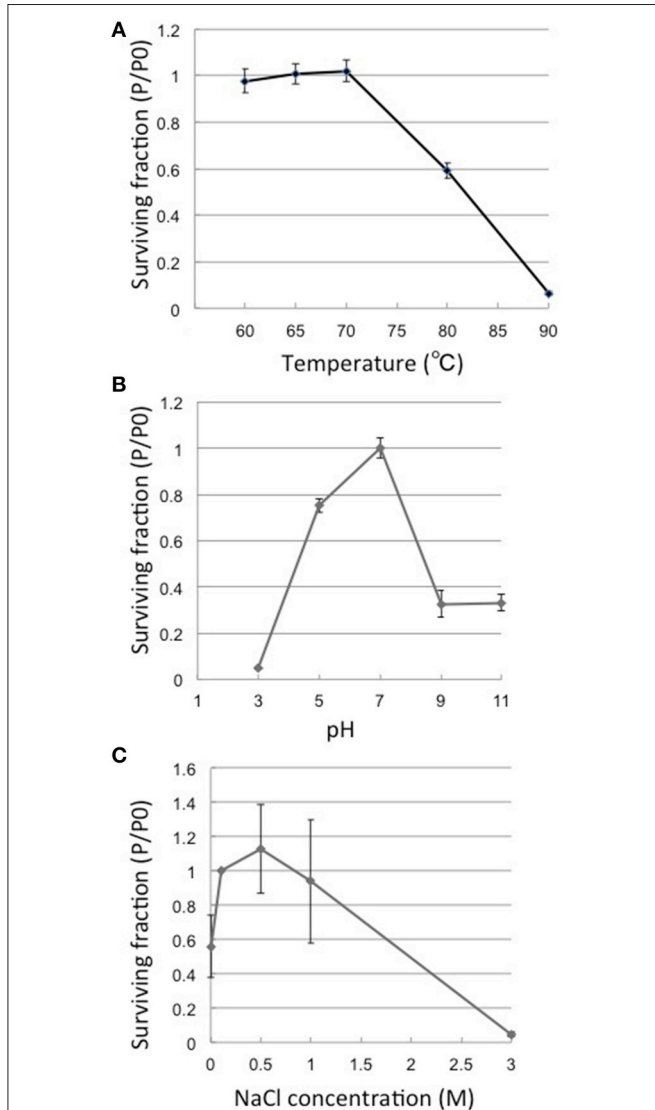 A
1.2
1
0.8
0.6
0.4
0.2
0
Surviving fraction (P/P0)
60 65 70 75 80 85 90
Temperature (°C)
B
1.2
1
0.8
0.6
0.4
0.2
0
Surviving fraction (P/P0)
1 3 5 7 9 11
pH
C
1.6
1.4
1.2
1
0.8
0.6
0.4
0.2
0
Surviving fraction (P/P0)
0 0.5 1 1.5 2 2.5 3
NaCl concentration (M)